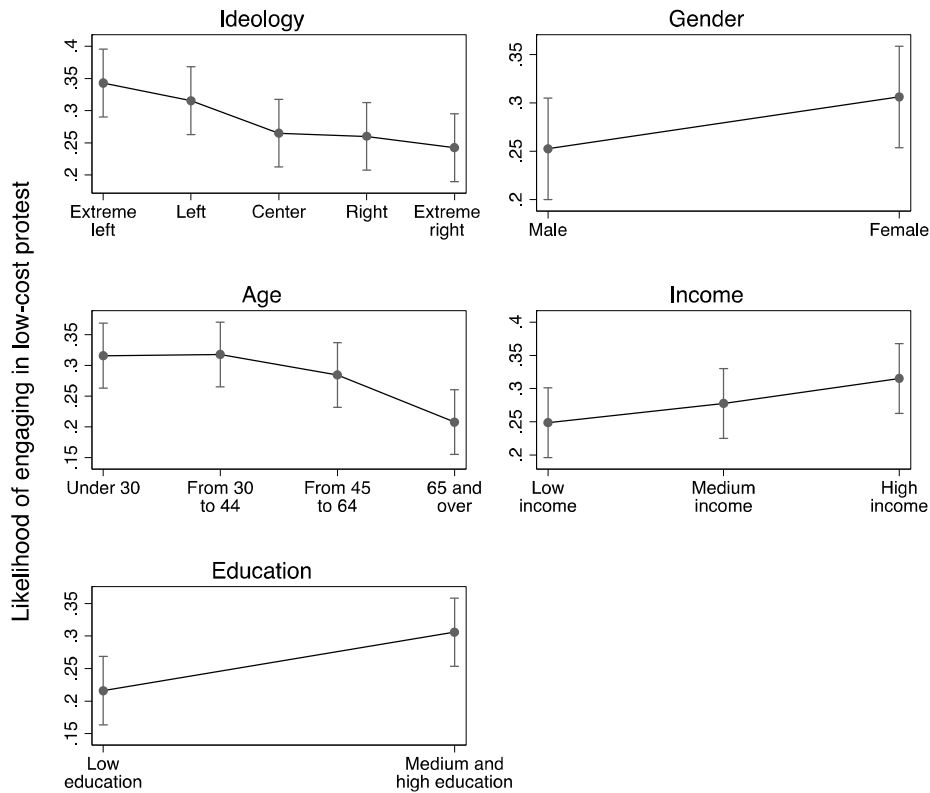 Likelihood of engaging in low-cost protest
Ideology
.4
.35
.3
.25
.2
Extreme left
Left
Center
Right
Extreme right
Gender
.35
.3
.25
.2
Male
Female
Age
.35
.3
.25
.2
.15
Under 30
From 30 to 44
From 45 to 64
65 and over
Income
.4
.35
.3
.25
.2
Low income
Medium income
High income
Education
.35
.3
.25
.2
.15
Low education
Medium and high education